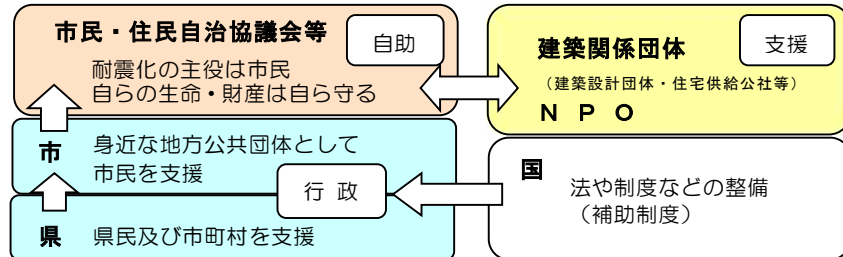 市民・住民自治協議会等
自助
耐震化の主役は市民
自らの生命・財産は自ら守る
建築関係団体
支援
（建築設計団体・住宅供給公社等）
ＮＰＯ
市
身近な地方公共団体として
市民を支援
行政
県
県民及び市町村を支援
国
法や制度などの整備
（補助制度）